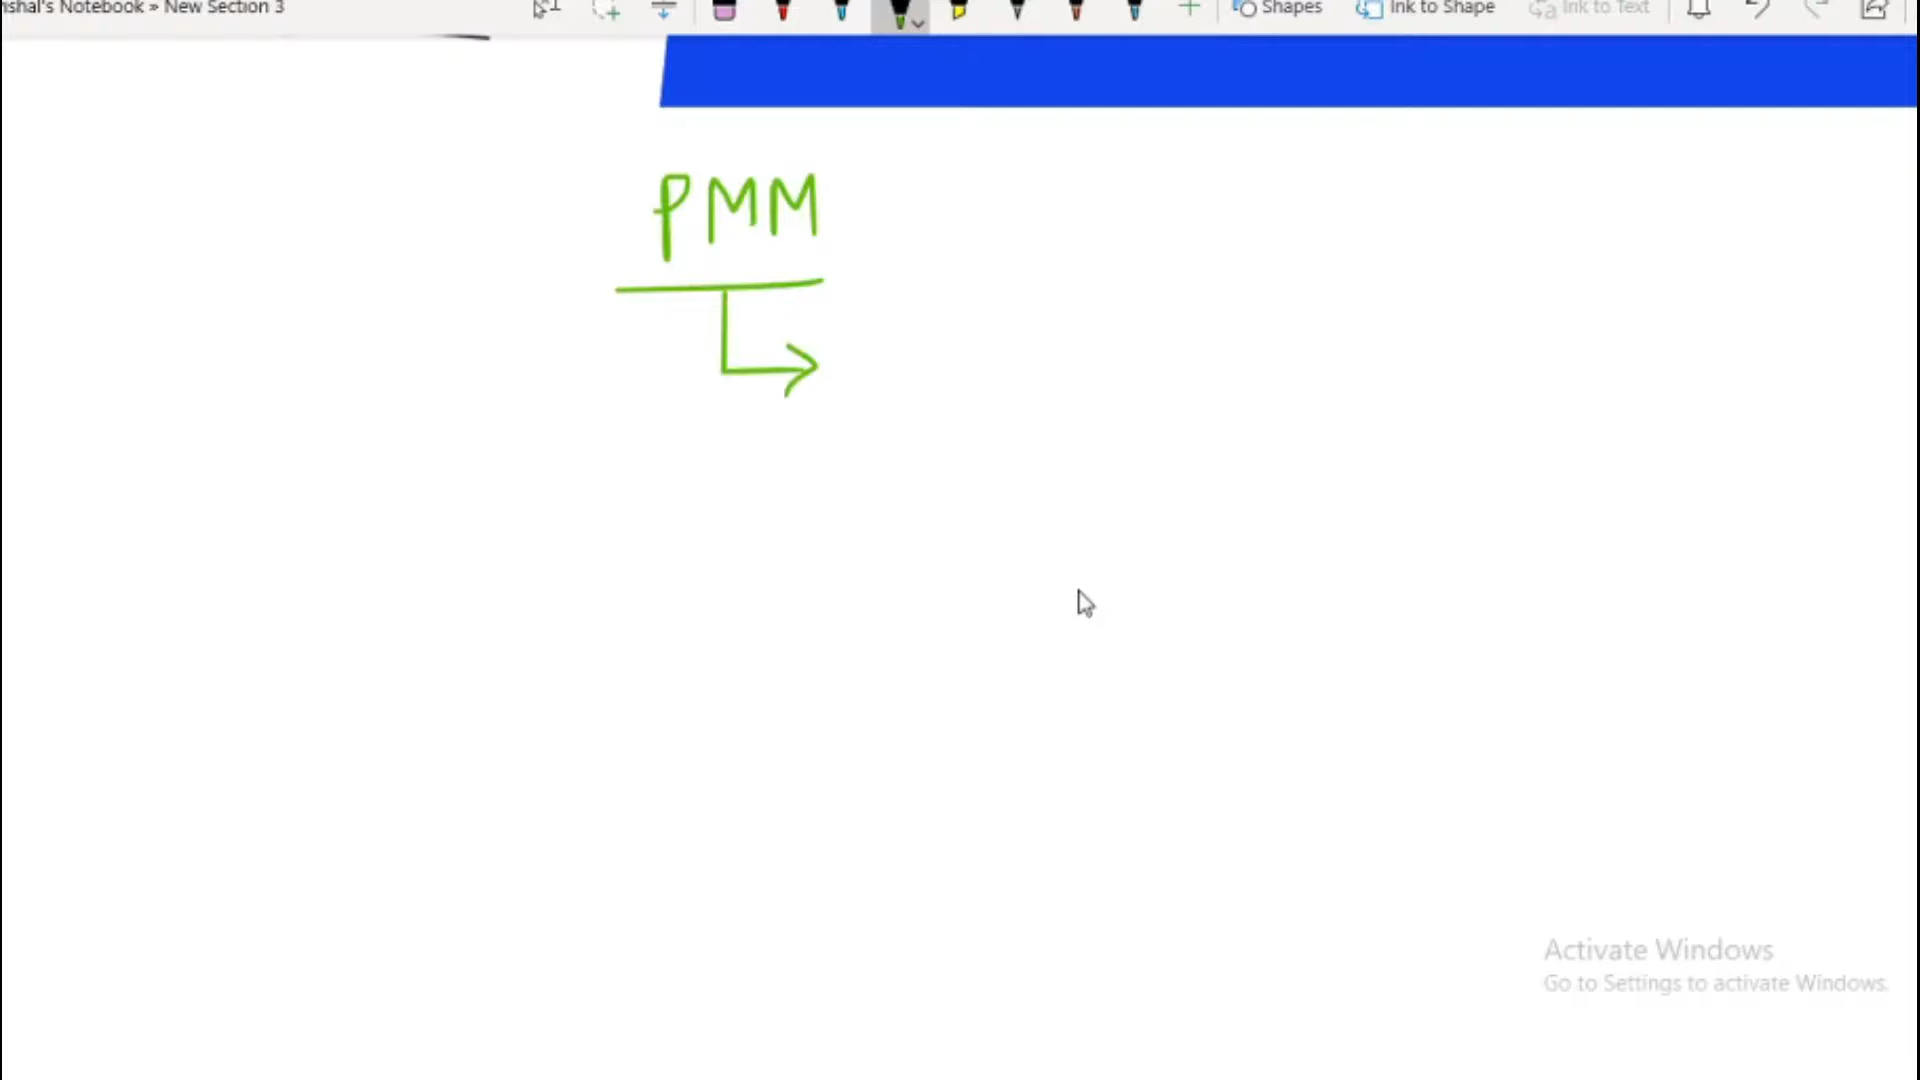 ishal's Notebook » New Section 3
Shapes
Ink to Shape
Ink to Text
PMM
Activate Windows
Go to Settings to activate Windows.